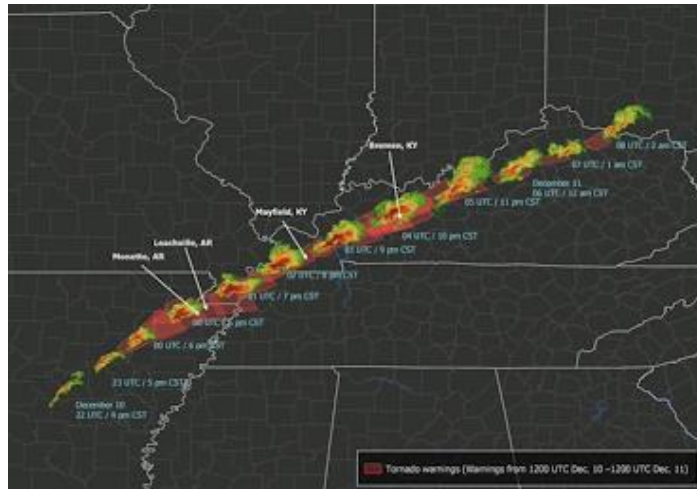 08 UTC / 2 am CST
Bremen, KY
07 UTC / 1 am CST
December 11
06 UTC / 12 am CST
05 UTC / 11 pm CST
Mayfield, KY
04 UTC / 10 pm CST
Leachville, AR
03 UTC / 9 pm CST
Monette, AR
02 UTC / 8 pm CST
01 UTC / 7 pm CST
00 UTC / 6 pm CST
23 UTC / 5 pm CST
December 10
22 UTC / 4 pm CST
Tornado warnings (Warnings from 1200 UTC Dec. 10 -1200 UTC Dec. 11)